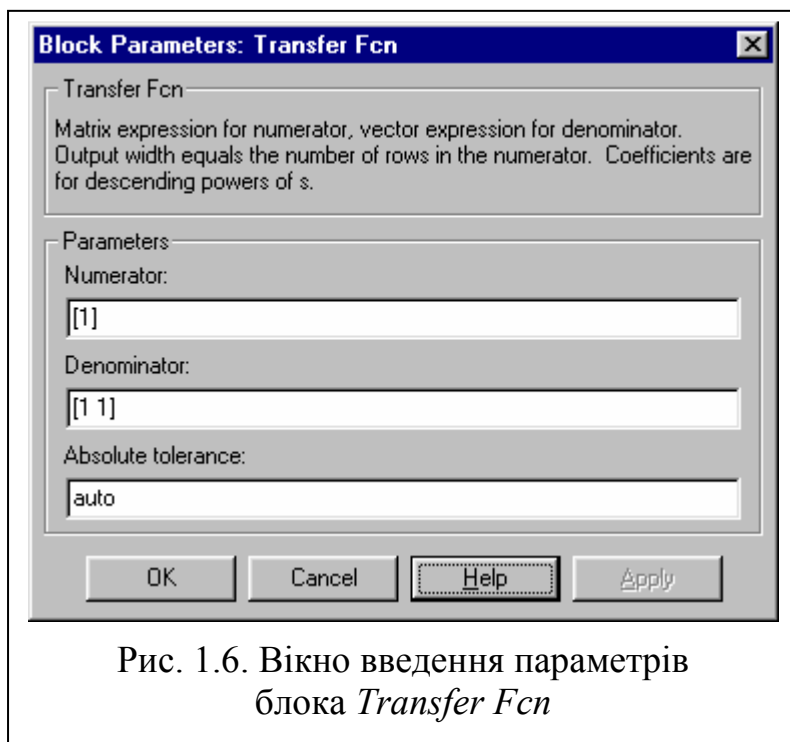 Block Parameters: Transfer Fcn
Transfer Fcn
Matrix expression for numerator, vector expression for denominator.
Output width equals the number of rows in the numerator. Coefficients are
for descending powers of s.
Parameters
Numerator:
[1]
Denominator:
[1 1]
Absolute tolerance:
auto
OK Cancel Help Apply
Рис. 1.6. Вікно введення параметрів
блока Transfer Fcn